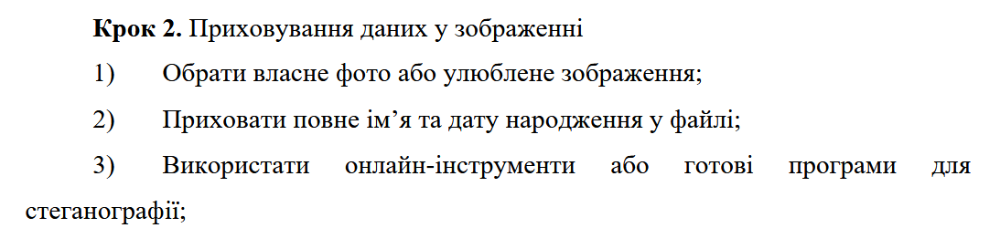 Крок 2. Приховування даних у зображенні
1) Обрати власне фото або улюблене зображення;
2) Приховати повне ім’я та дату народження у файлі;
3) Використати онлайн-інструменти або готові програми для
стеганографії;